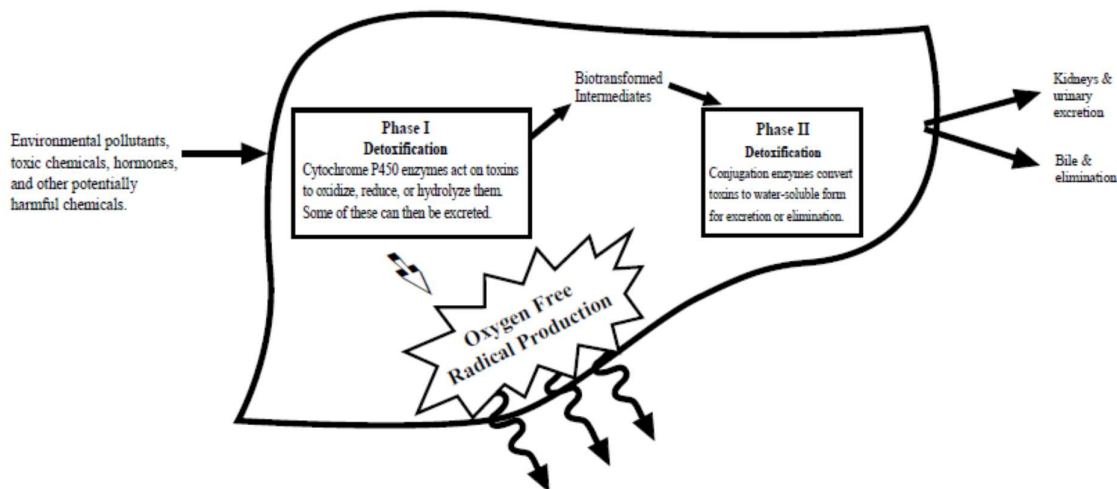 Environmental pollutants,
toxic chemicals, hormones,
and other potentially
harmful chemicals.
Phase I
Detoxification
Cytochrome P450 enzymes act on toxins
to oxidize, reduce, or hydrolyze them.
Some of these can then be excreted.
Biotransformed
Intermediates
Phase II
Detoxification
Conjugation enzymes convert
toxins to water-soluble form
for excretion or elimination.
Kidneys &
urinary
excretion
Bile &
elimination
Oxygen Free
Radical Production